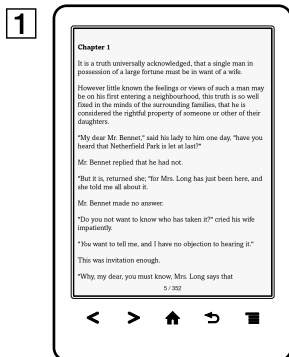 1
Chapter 1
It is a truth universally acknowledged, that a single man in
possession of a large fortune must be in want of a wife.
However little known the feelings or views of such a man may
be on his first entering a neighbourhood, this truth is so well
fixed in the minds of the surrounding families, that he is
considered the rightful property of someone or other of their
daughters.
"My dear Mr. Bennet," said his lady to him one day, "have you
heard that Netherfield Park is let at last?"
Mr. Bennet replied that he had not.
"But it is, returned she; "for Mrs. Long has just been here, and
she told me all about it.
Mr. Bennet made no answer.
"Do you not want to know who has taken it?" cried his wife
impatiently.
"You want to tell me, and I have no objection to hearing it."
This was invitation enough.
"Why, my dear, you must know, Mrs. Long says that
5 / 352